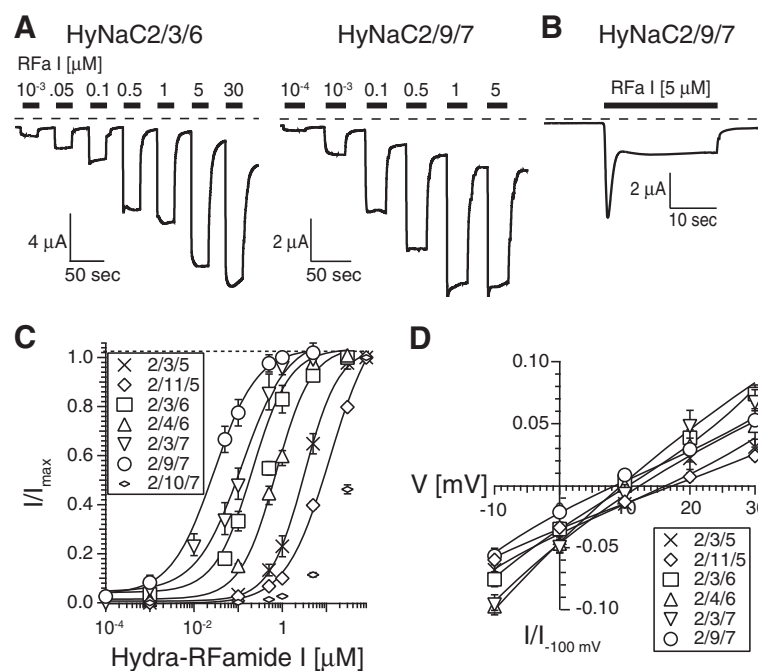 A
HyNaC2/3/6
RFa I [μM]
10⁻³ .05 0.1 0.5 1 5 30
4 μA
50 sec
HyNaC2/9/7
10⁻⁴ 10⁻³ 0.1 0.5 1 5
2 μA
50 sec
B
HyNaC2/9/7
RFa I [5 μM]
2 μA
10 sec
C
I/Imax
1.0
0.8
0.6
0.4
0.2
0.0
2/3/5
2/11/5
2/3/6
2/4/6
2/3/7
2/9/7
2/10/7
10⁻⁴ 10⁻² 1
Hydra-RFamide I [μM]
D
0.10
0.05
V [mV]
-10 10 20 30
-0.05
-0.10
I/I-100 mV
2/3/5
2/11/5
2/3/6
2/4/6
2/3/7
2/9/7